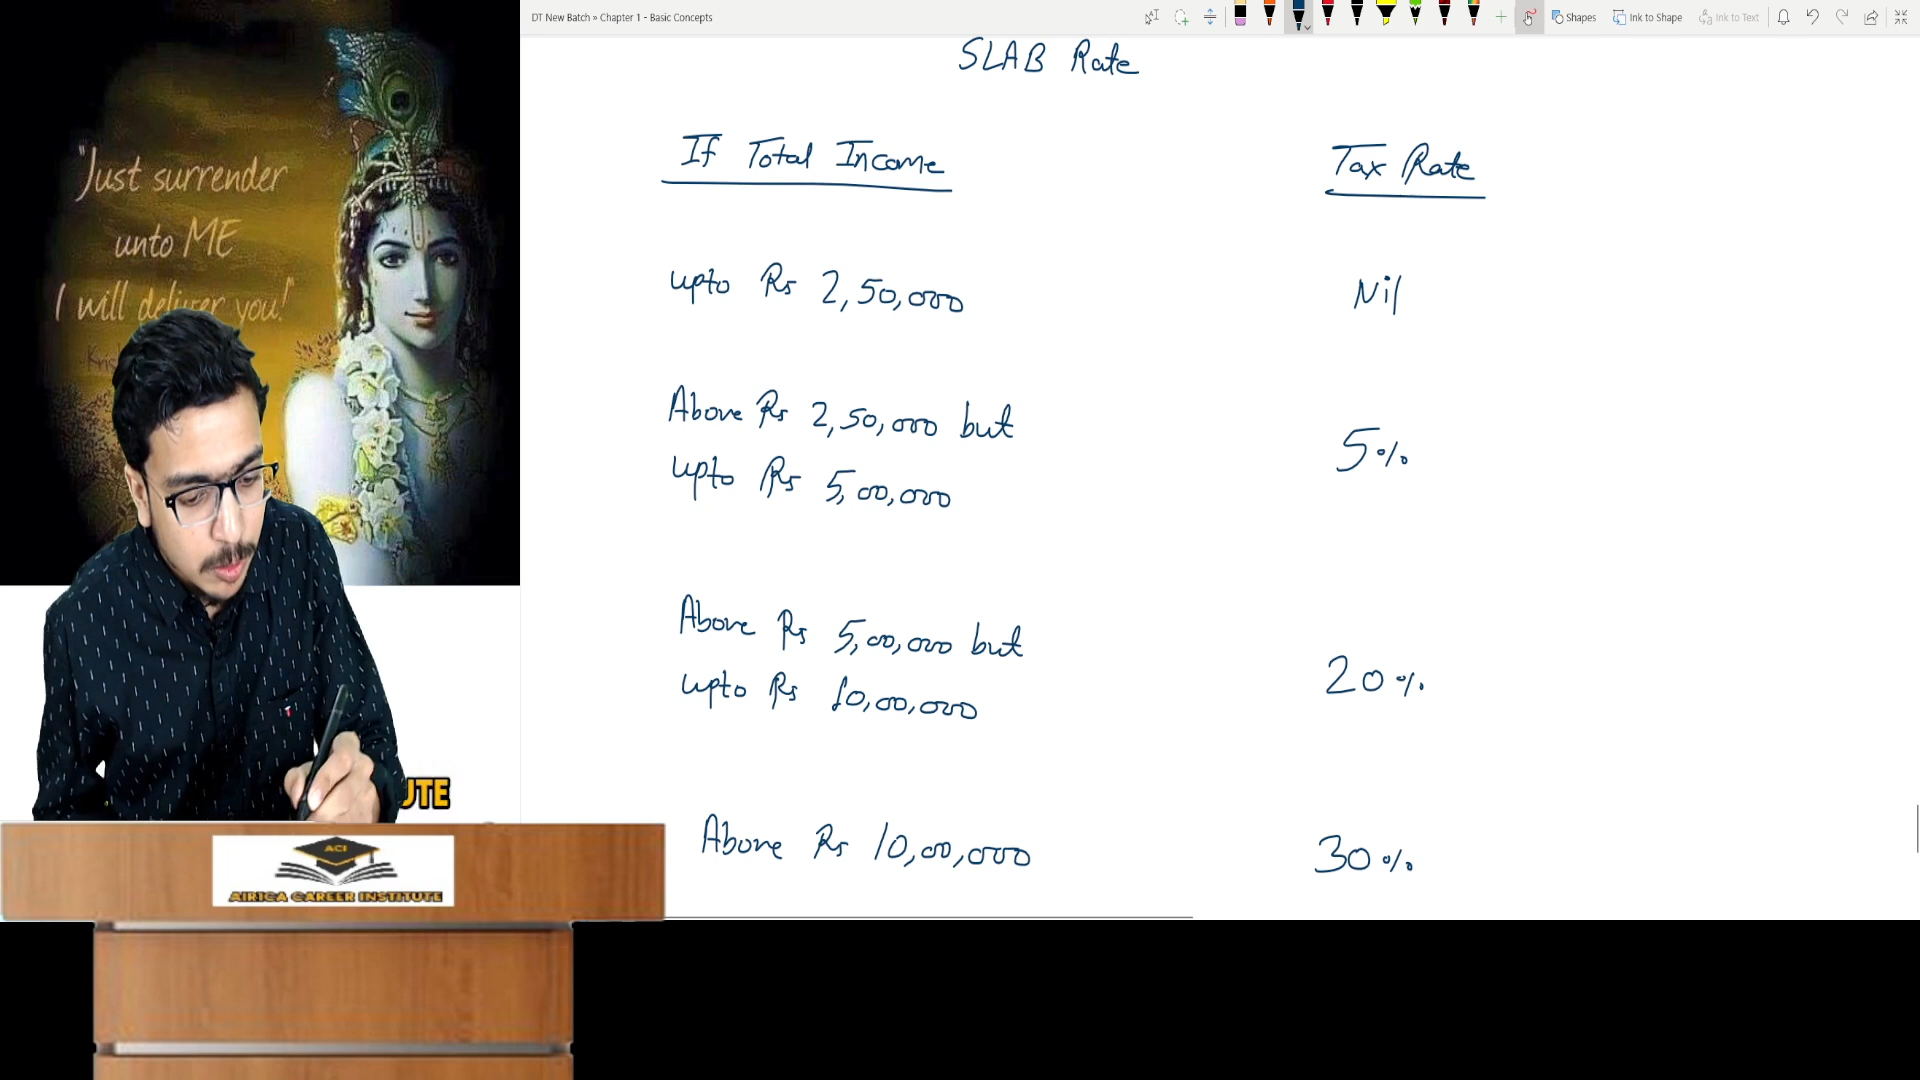 DT New Batch » Chapter 1 - Basic Concepts
Shapes
Ink to Shape
Ink to Text
SLAB Rate
If Total Income
Tax Rate
"Just surrender
unto ME
I will deliver you!"
upto Rs 2,50,000
Nil
Above Rs 2,50,000 but
upto Rs 5,00,000
5%
Above Rs 5,00,000 but
upto Rs 10,00,000
20%
Above Rs 10,00,000
30%
UTE
ACI
AIRICA CAREER INSTITUTE